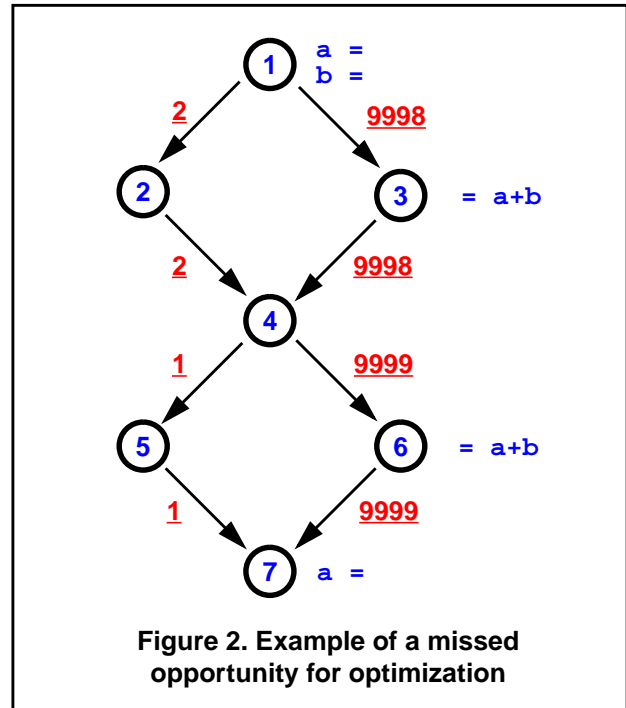 1
a =
b =
2
9998
2
3
= a+b
2
9998
4
1
9999
5
6
= a+b
1
9999
7
a =
Figure 2. Example of a missed
opportunity for optimization